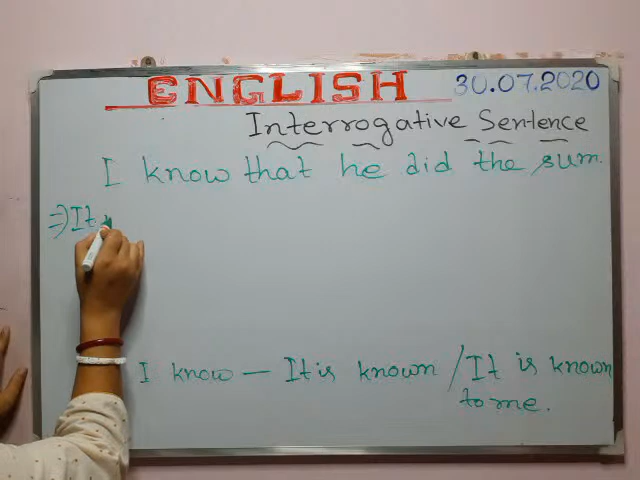 ENGLISH 30.07.2020
Interrogative Sentence
I know that he did the sum.
⇒ It
I know — It is known / It is known
to me.